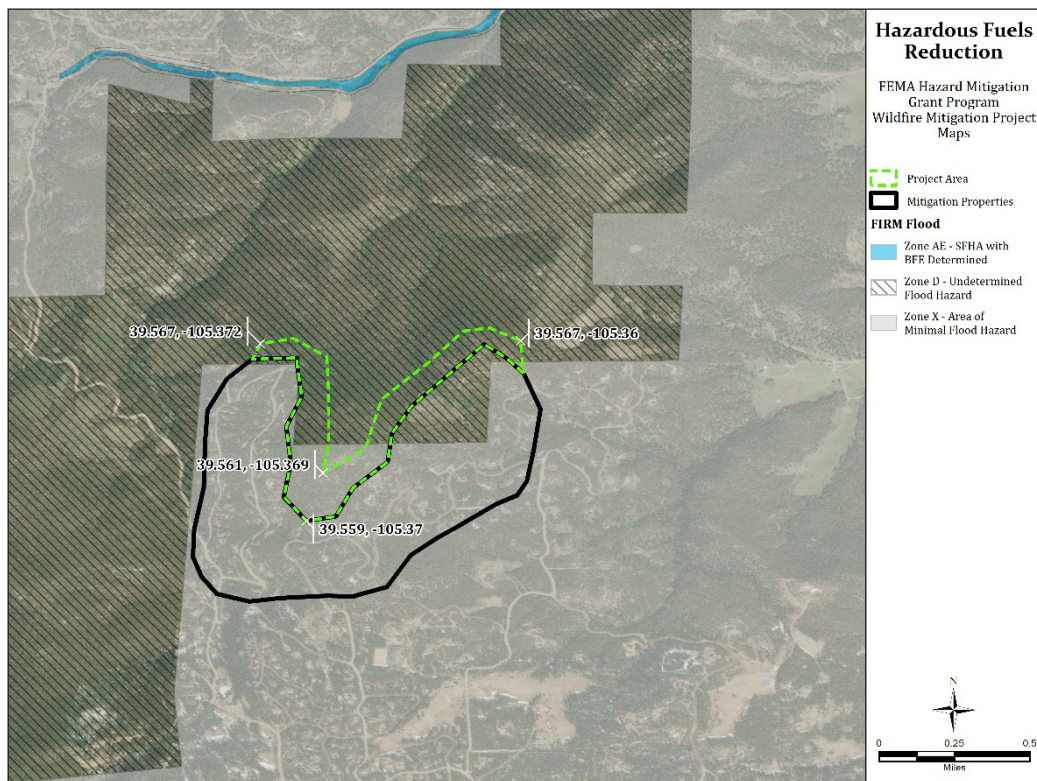 Hazardous Fuels
Reduction
FEMA Hazard Mitigation
Grant Program
Wildfire Mitigation Project
Maps
Project Area
Mitigation Properties
FIRM Flood
Zone AE - SFHA with
BFE Determined
Zone D - Undetermined
Flood Hazard
Zone X - Area of
Minimal Flood Hazard
39.567, -105.372
39.567, -105.36
39.561, -105.369
39.559, -105.37
N
0 0.25 0.5
Miles